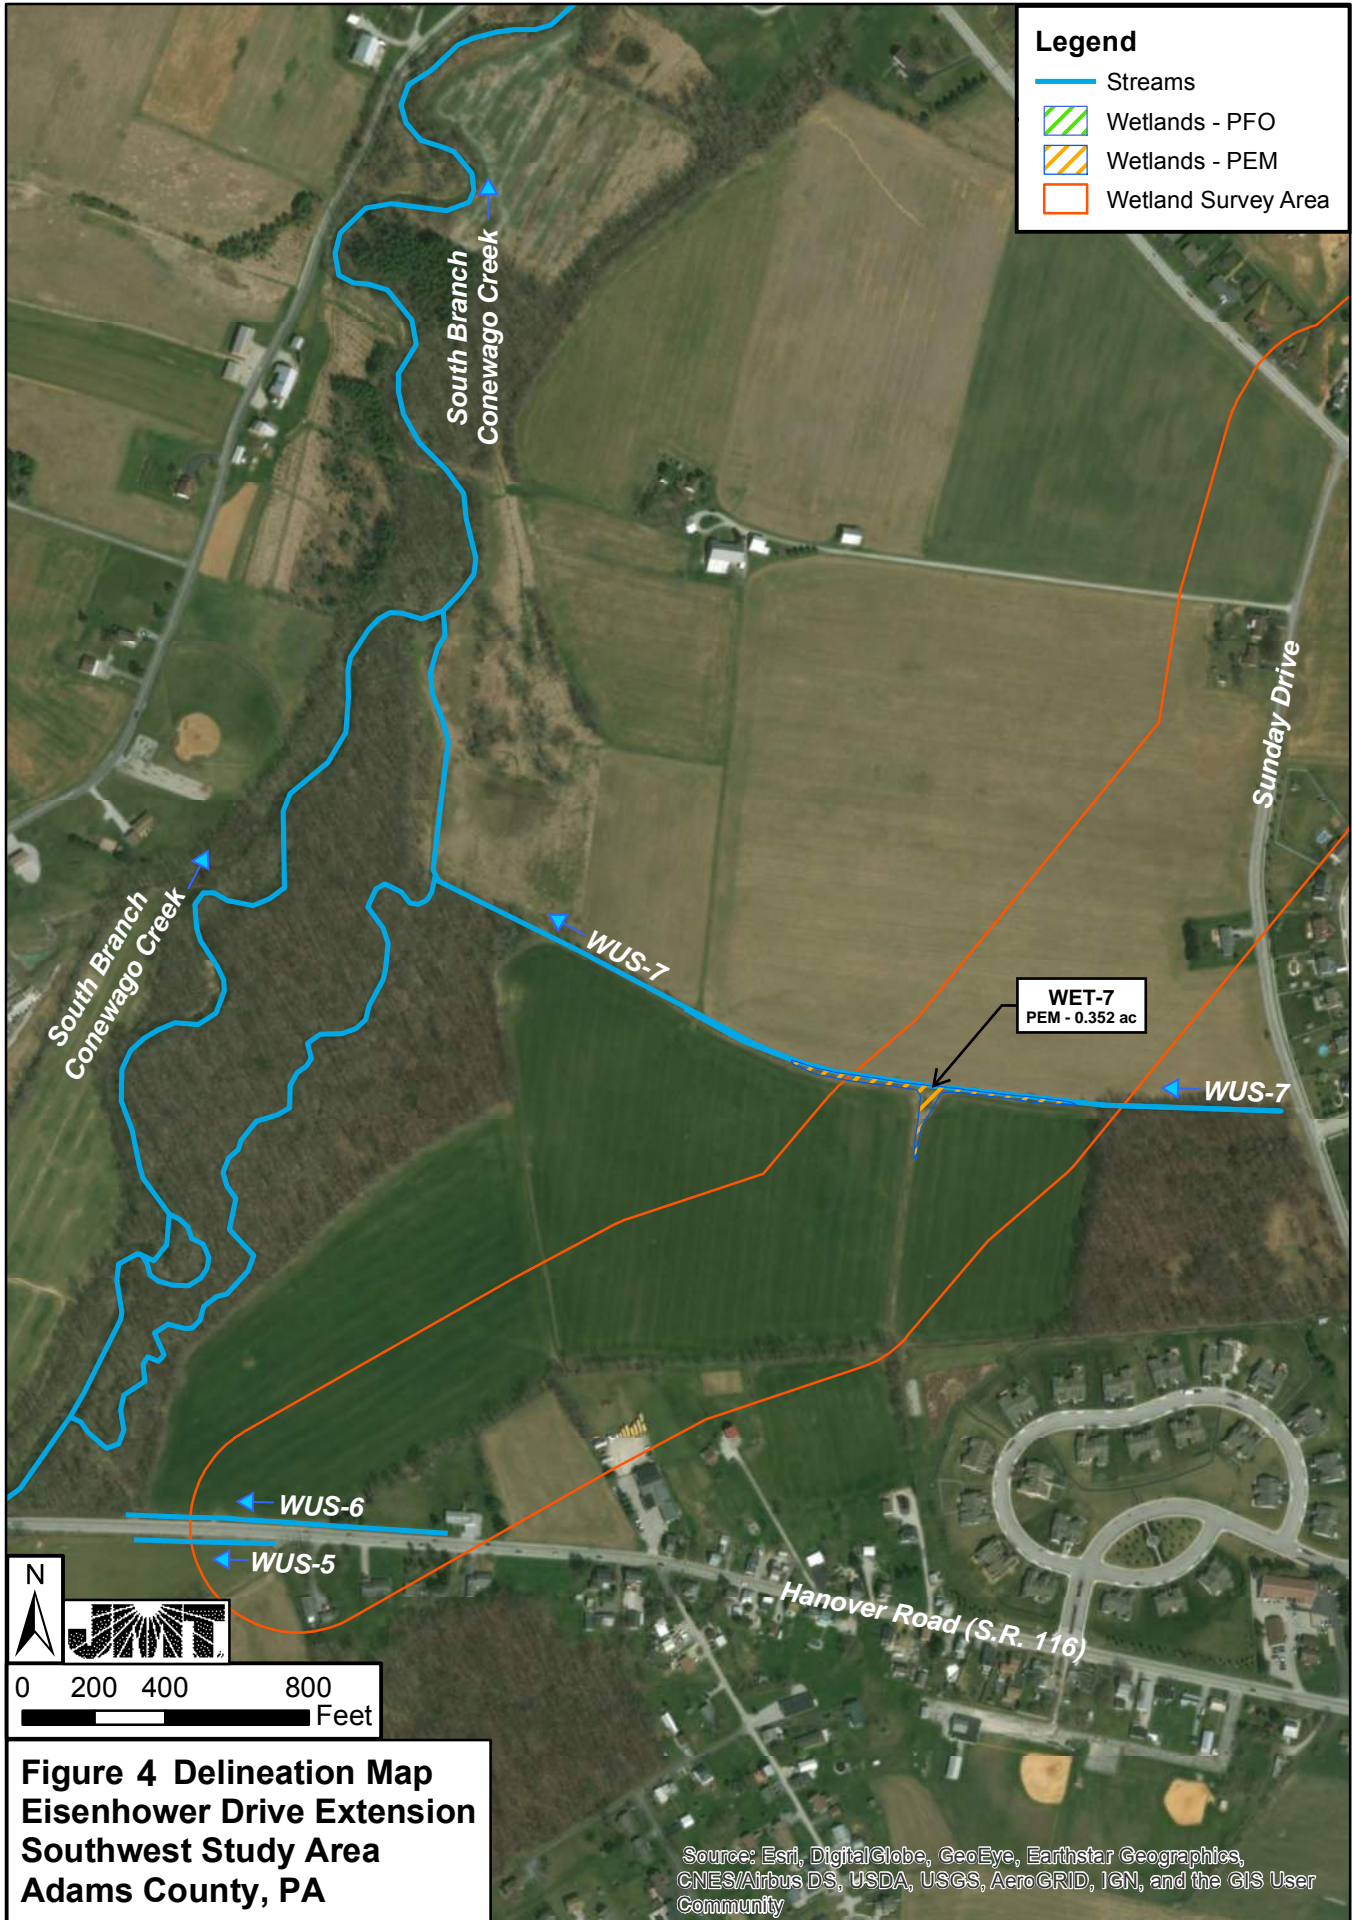 Legend
Streams
Wetlands - PFO
Wetlands - PEM
Wetland Survey Area
South Branch
Conewago Creek
Sunday Drive
South Branch
Conewago Creek
WUS-7
WET-7
PEM - 0.352 ac
WUS-7
WUS-6
WUS-5
Hanover Road (S.R. 116)
N
JMT
0 200 400 800
Feet
Figure 4 Delineation Map
Eisenhower Drive Extension
Southwest Study Area
Adams County, PA
Source: Esri, DigitalGlobe, GeoEye, Earthstar Geographics,
CNES/Airbus DS, USDA, USGS, AeroGRID, IGN, and the GIS User
Community